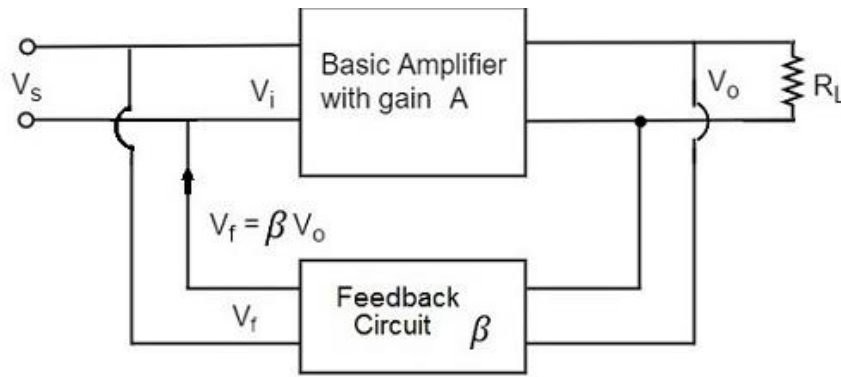 Vs
Vi
Basic Amplifier
with gain A
Vo
RL
Vf = β Vo
Vf
Feedback
Circuit β